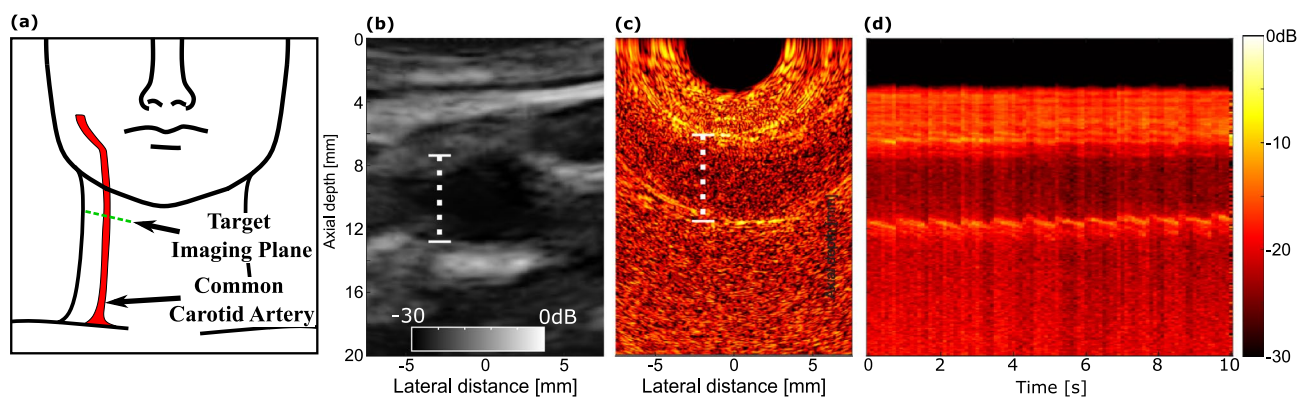 (a)
Target
Imaging Plane
Common
Carotid Artery
(b)
Axial depth [mm]
0
4
8
12
16
20
-30 0dB
-5 0 5
Lateral distance [mm]
(c)
-5 0 5
Lateral distance [mm]
(d)
0 2 4 6 8 10
Time [s]
0dB
-10
-20
-30